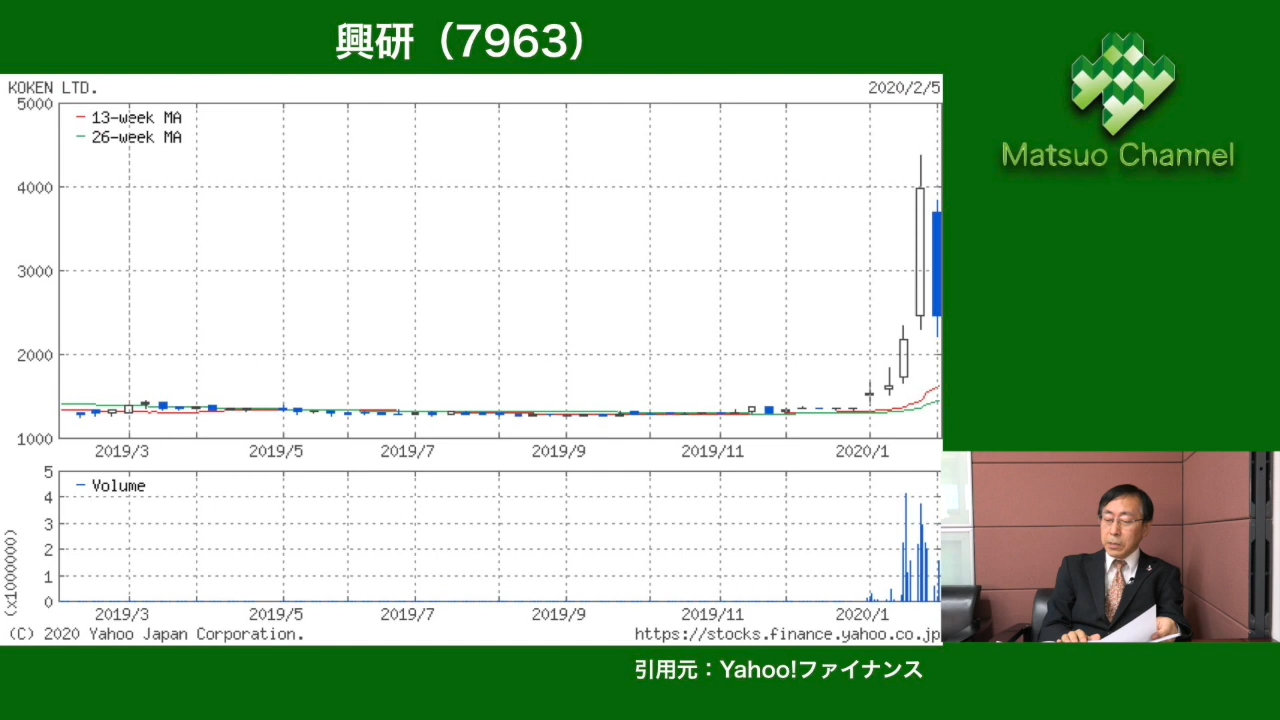 興研（7963）
KOKEN LTD.
2020/2/5
5000
13-week MA
26-week MA
4000
3000
2000
1000
2019/3 2019/5 2019/7 2019/9 2019/11 2020/1
5
Volume
4
3
2
1
0
(x1000000)
2019/3 2019/5 2019/7 2019/9 2019/11 2020/1
(C) 2020 Yahoo Japan Corporation.
https://stocks.finance.yahoo.co.jp
引用元：Yahoo!ファイナンス
Matsuo Channel